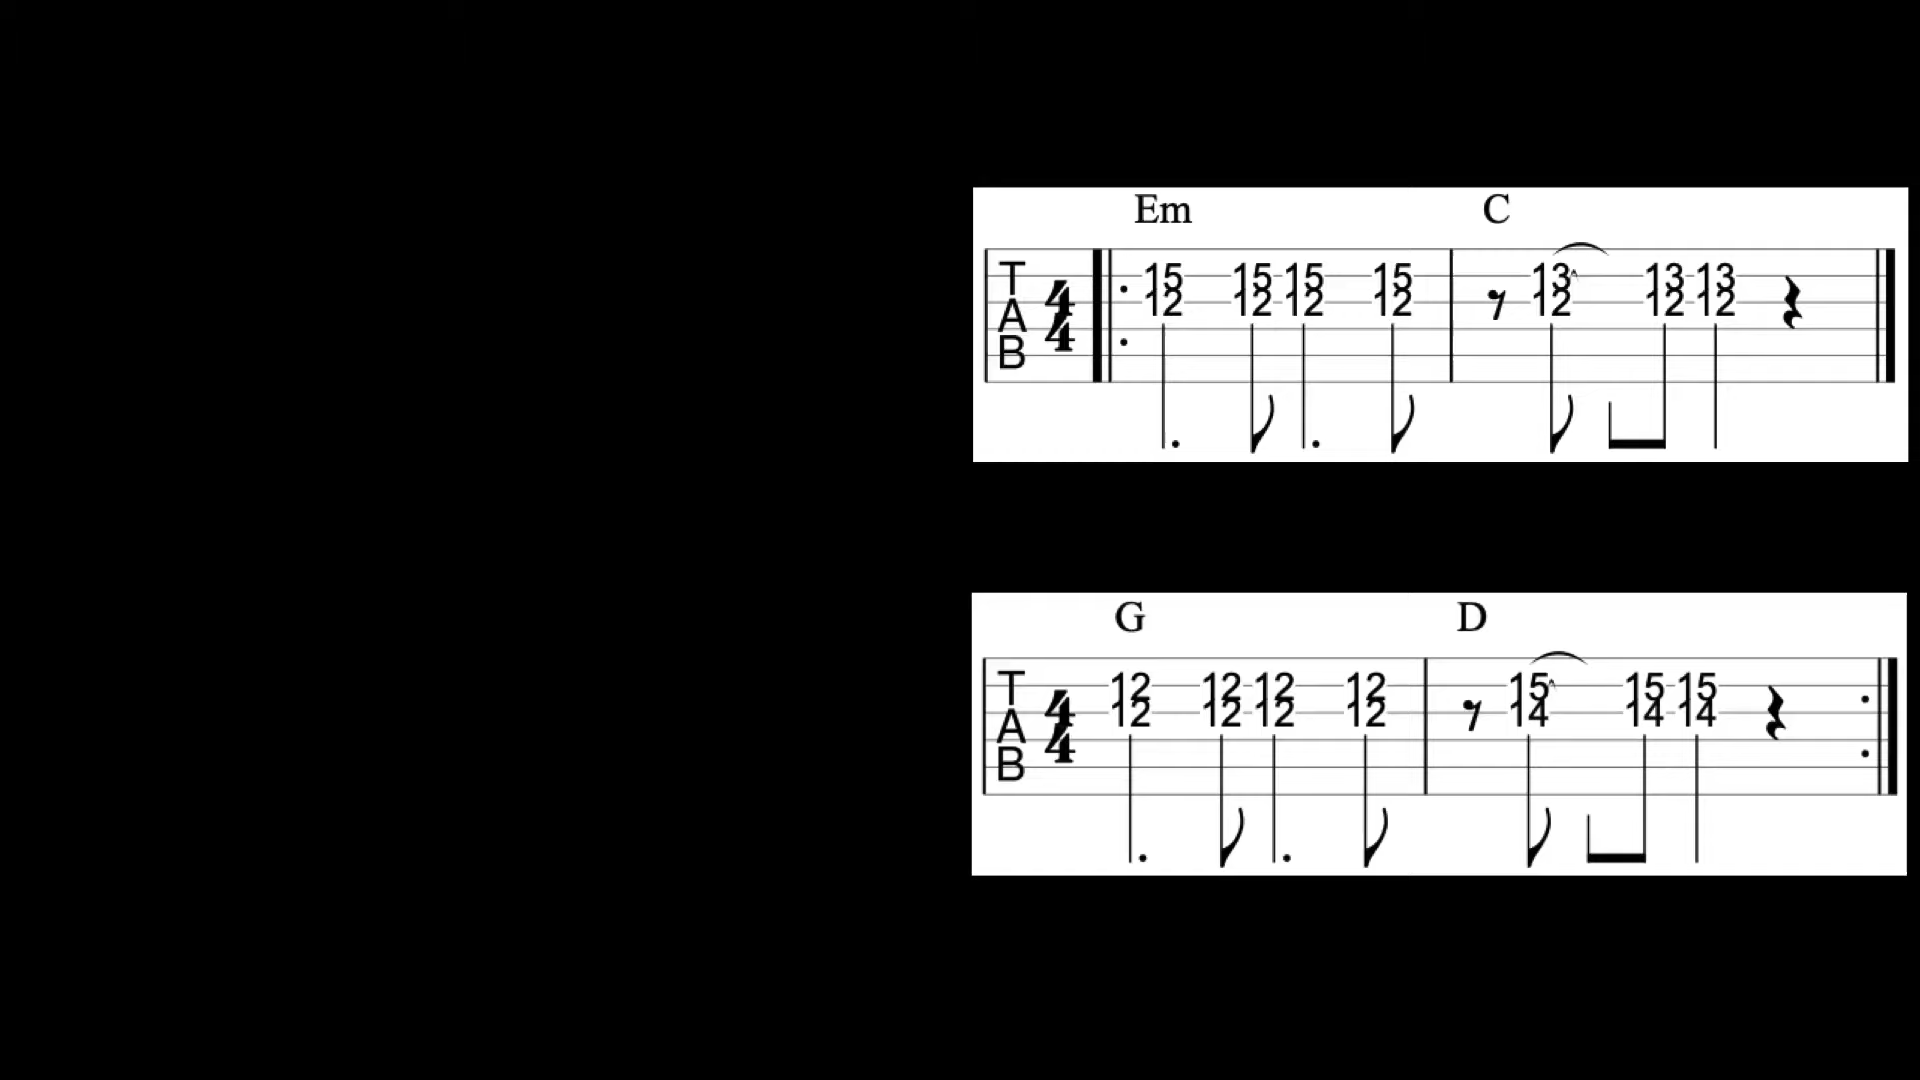 Em C
T 4 15 15 15 15 13 13 13
A 4 12 12 12 12 12 12 12
B
G D
T 4 12 12 12 12 15 15 15
A 4 12 12 12 12 14 14 14
B